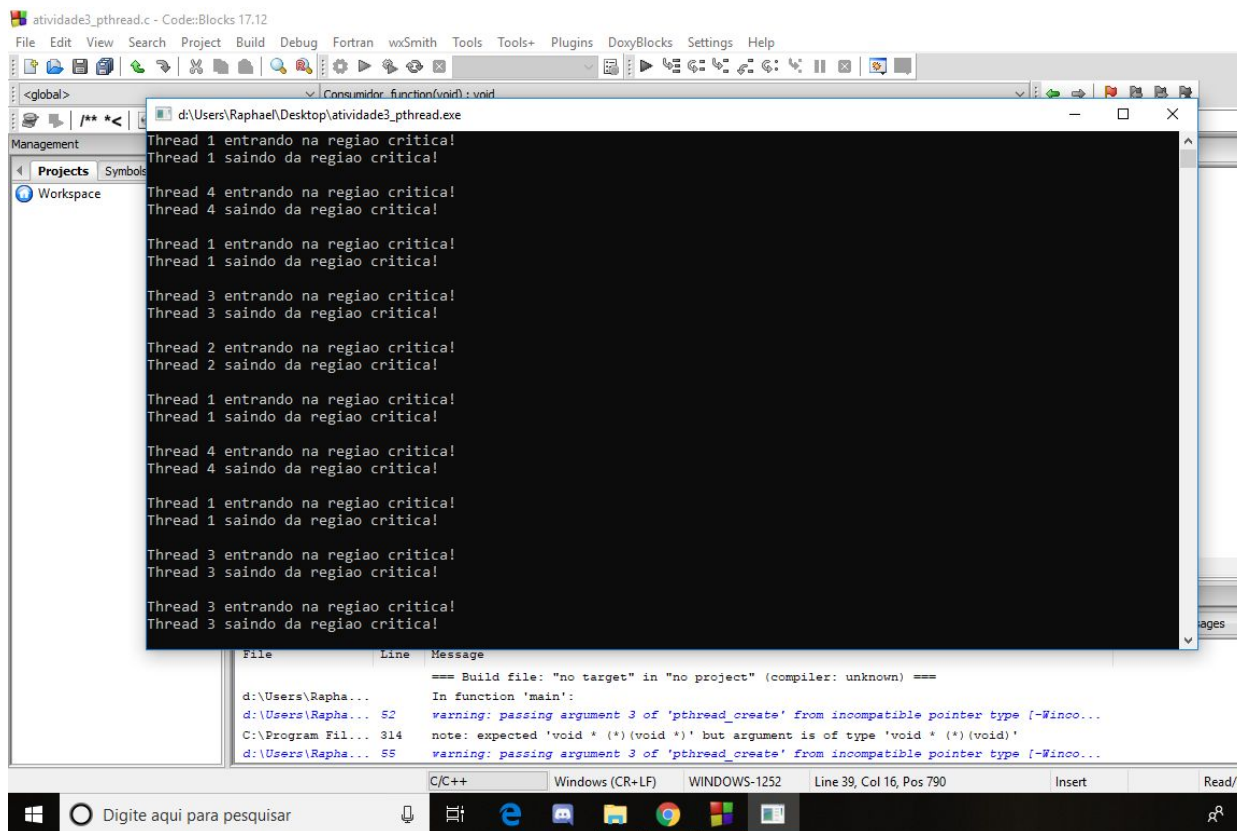 atividade3_pthread.c - Code::Blocks 17.12
File Edit View Search Project Build Debug Fortran wxSmith Tools Tools+ Plugins DoxyBlocks Settings Help
<global> Consumidor_function(void) : void
/** *<
d:\Users\Raphael\Desktop\atividade3_pthread.exe
Management
Projects Symbols
Workspace
Thread 1 entrando na regiao critica!
Thread 1 saindo da regiao critica!
Thread 4 entrando na regiao critica!
Thread 4 saindo da regiao critica!
Thread 1 entrando na regiao critica!
Thread 1 saindo da regiao critica!
Thread 3 entrando na regiao critica!
Thread 3 saindo da regiao critica!
Thread 2 entrando na regiao critica!
Thread 2 saindo da regiao critica!
Thread 1 entrando na regiao critica!
Thread 1 saindo da regiao critica!
Thread 4 entrando na regiao critica!
Thread 4 saindo da regiao critica!
Thread 1 entrando na regiao critica!
Thread 1 saindo da regiao critica!
Thread 3 entrando na regiao critica!
Thread 3 saindo da regiao critica!
Thread 3 entrando na regiao critica!
Thread 3 saindo da regiao critica!
sages
File Line Message
=== Build file: "no target" in "no project" (compiler: unknown) ===
d:\Users\Rapha... In function 'main':
d:\Users\Rapha... 52 warning: passing argument 3 of 'pthread_create' from incompatible pointer type [-Winco...
C:\Program Fil... 314 note: expected 'void * (*)(void *)' but argument is of type 'void * (*)(void)'
d:\Users\Rapha... 55 warning: passing argument 3 of 'pthread_create' from incompatible pointer type [-Winco...
C/C++ Windows (CR+LF) WINDOWS-1252 Line 39, Col 16, Pos 790 Insert Read/
Digite aqui para pesquisar